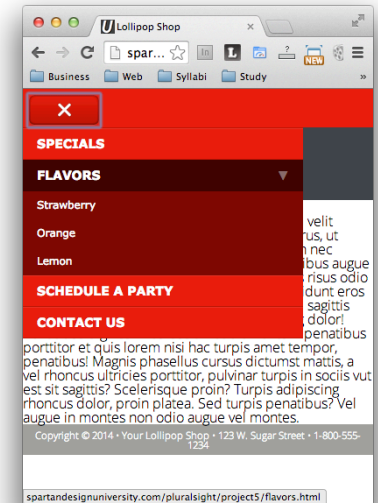 Lollipop Shop
spar...
Business Web Syllabi Study
SPECIALS
FLAVORS
Strawberry
Orange
Lemon
SCHEDULE A PARTY
CONTACT US
velit
rus, ut
nec
ibus augue
risus odio
idunt eros
sagittis
dolor!
penatibus
porttitor et quis lorem nisi hac turpis amet tempor,
penatibus! Magnis phasellus cursus dictumst mattis, a
vel rhoncus ultricies porttitor, pulvinar turpis in sociis vut
est sit sagittis? Scelerisque proin? Turpis adipiscing
rhoncus dolor, proin platea. Sed turpis penatibus? Vel
augue in montes non odio augue vel montes.
Copyright © 2014 • Your Lollipop Shop • 123 W. Sugar Street • 1-800-555-
1234
spartandesignuniversity.com/pluralsight/project5/flavors.html